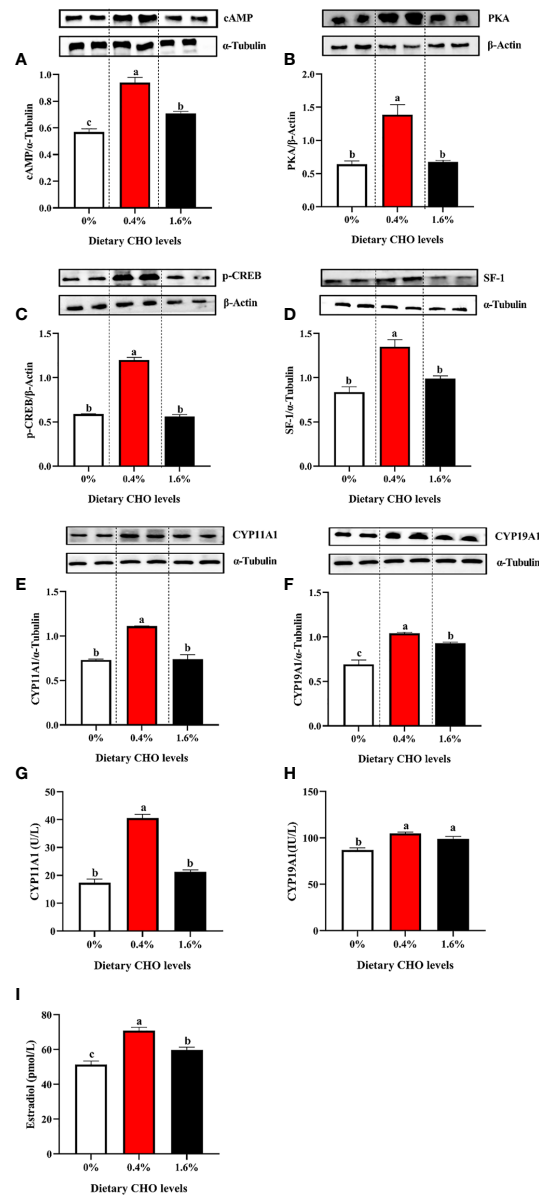 cAMP
α-Tubulin
A
cAMP/α-Tubulin
1.0
0.8
0.6
0.4
0.2
0.0
c
a
b
0% 0.4% 1.6%
Dietary CHO levels
PKA
β-Actin
B
PKA/β-Actin
2.0
1.5
1.0
0.5
0.0
b
a
b
0% 0.4% 1.6%
Dietary CHO levels
p-CREB
β-Actin
C
p-CREB/β-Actin
1.5
1.0
0.5
0.0
b
a
b
0% 0.4% 1.6%
Dietary CHO levels
SF-1
α-Tubulin
D
SF-1/α-Tubulin
1.5
1.0
0.5
0.0
b
a
b
0% 0.4% 1.6%
Dietary CHO levels
CYP11A1
α-Tubulin
E
CYP11A1/α-Tubulin
1.5
1.0
0.5
0.0
b
a
b
0% 0.4% 1.6%
Dietary CHO levels
CYP19A1
α-Tubulin
F
CYP19A1/α-Tubulin
1.5
1.0
0.5
0.0
c
a
b
0% 0.4% 1.6%
Dietary CHO levels
G
CYP11A1 (U/L)
50
40
30
20
10
0
b
a
b
0% 0.4% 1.6%
Dietary CHO levels
H
CYP19A1(IU/L)
150
100
50
0
b
a
a
0% 0.4% 1.6%
Dietary CHO levels
I
Estradiol (pmol/L)
80
60
40
20
0
c
a
b
0% 0.4% 1.6%
Dietary CHO levels